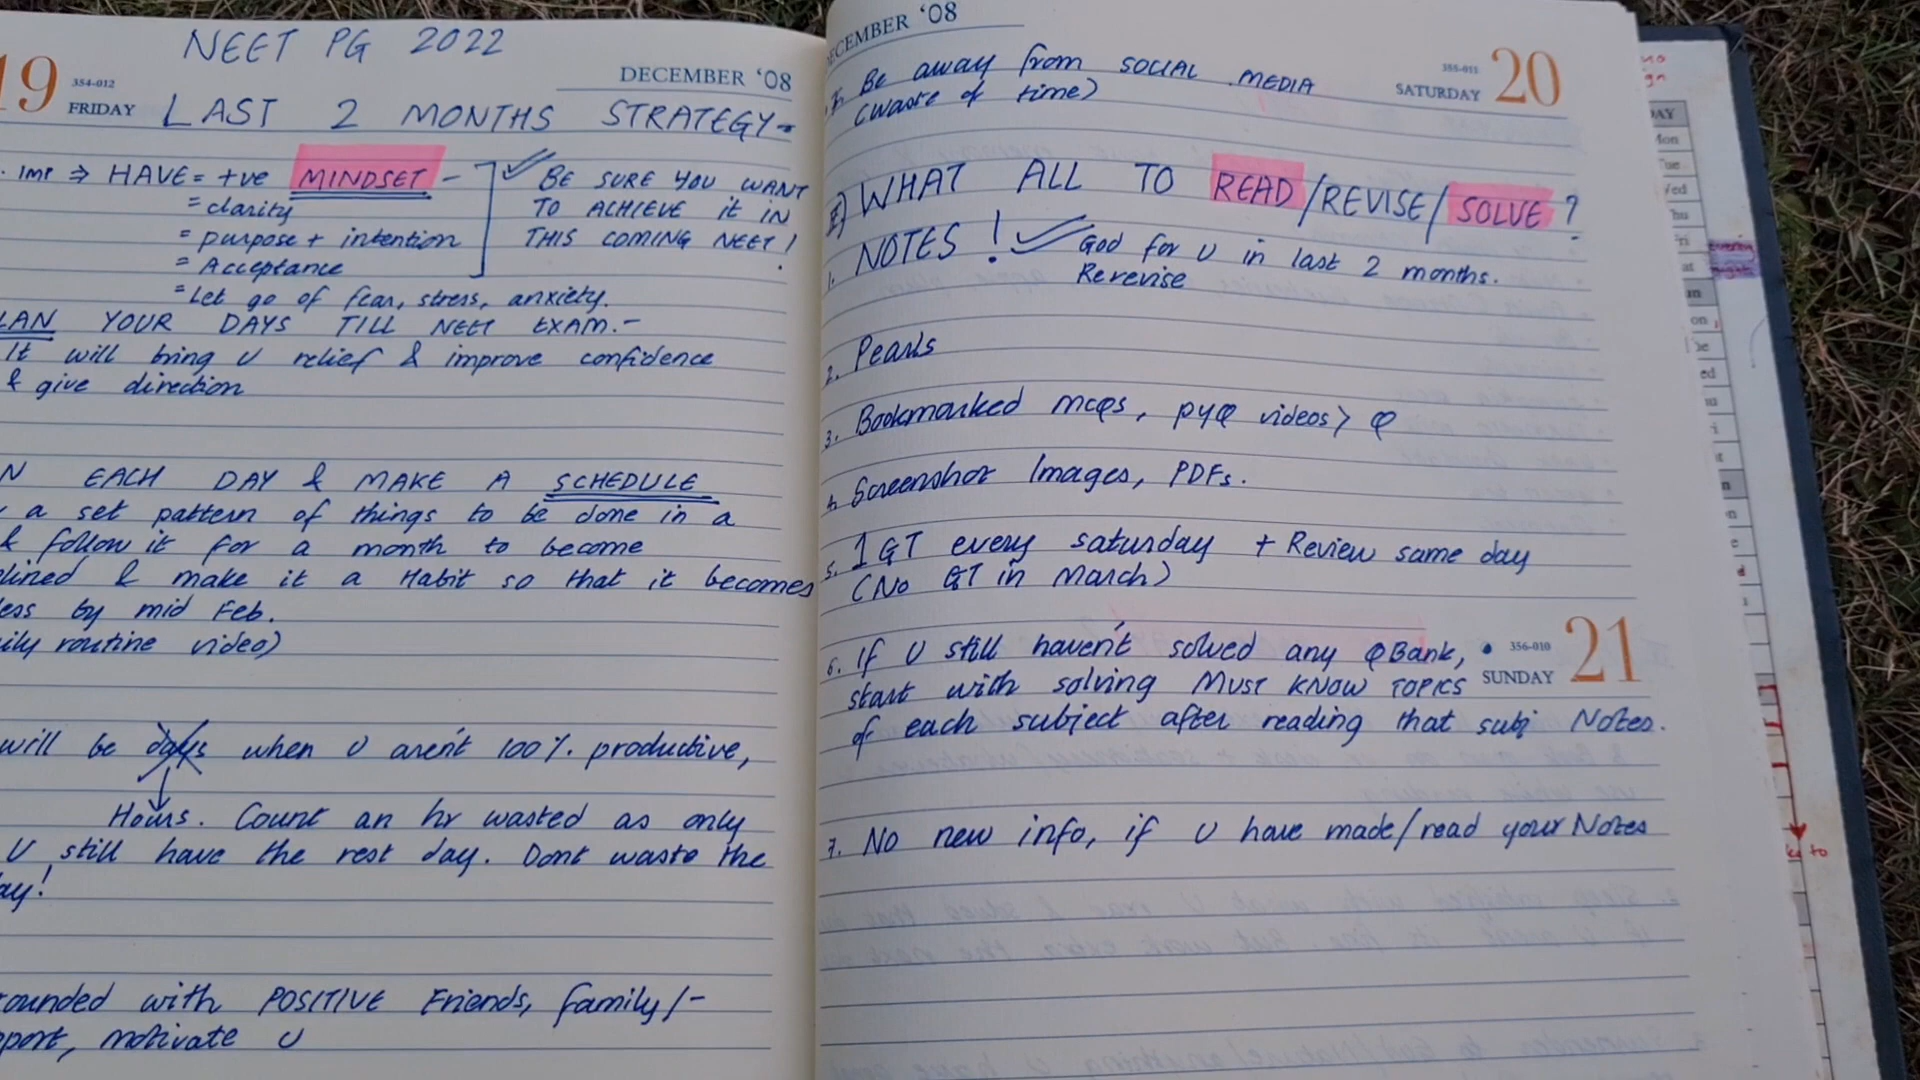 NEET PG 2022
19
354-012
FRIDAY
DECEMBER '08
LAST 2 MONTHS STRATEGY-
. IMP ⇒ HAVE = +ve MINDSET -
= clarity
= purpose + intention
= Acceptance
= Let go of fear, stress, anxiety.
BE SURE YOU WANT
TO ACHIEVE it IN
THIS COMING NEET!
LAN YOUR DAYS TILL NEET EXAM.-
It will bring U relief & improve confidence
& give direction
N EACH DAY & MAKE A SCHEDULE
a set pattern of things to be done in a
& follow it for a month to become
lined & make it a Habit so that it becomes
less by mid Feb.
ily routine video)
will be days when U aren't 100%. productive,
Hours. Count an hr wasted as only
U still have the rest day. Dont waste the
ay!
ounded with POSITIVE Friends, family/-
pport, motivate U
DECEMBER '08
355-011
SATURDAY
20
Be away from SOCIAL MEDIA
(waste of time)
II) WHAT ALL TO READ/REVISE/SOLVE?
1. NOTES! God for U in last 2 months.
Rerevise
2. Pearls
3. Bookmarked mcqs, pyQ videos> Q
4. Screenshot Images, PDFs.
5. 1 GT every saturday + Review same day
(No GT in March)
6. If U still haven't solved any QBank,
start with solving MUST KNOW TOPICS
of each subject after reading that subj Notes.
356-010
SUNDAY
21
7. No new info, if U have made/read your Notes